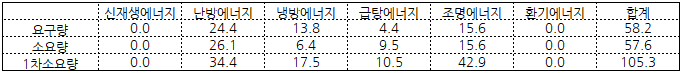 신재생에너지 난방에너지 냉방에너지 급탕에너지 조명에너지 환기에너지 합계
요구량 0.0 24.4 13.8 4.4 15.6 0.0 58.2
소요량 0.0 26.1 6.4 9.5 15.6 0.0 57.6
1차소요량 0.0 34.4 17.5 10.5 42.9 0.0 105.3